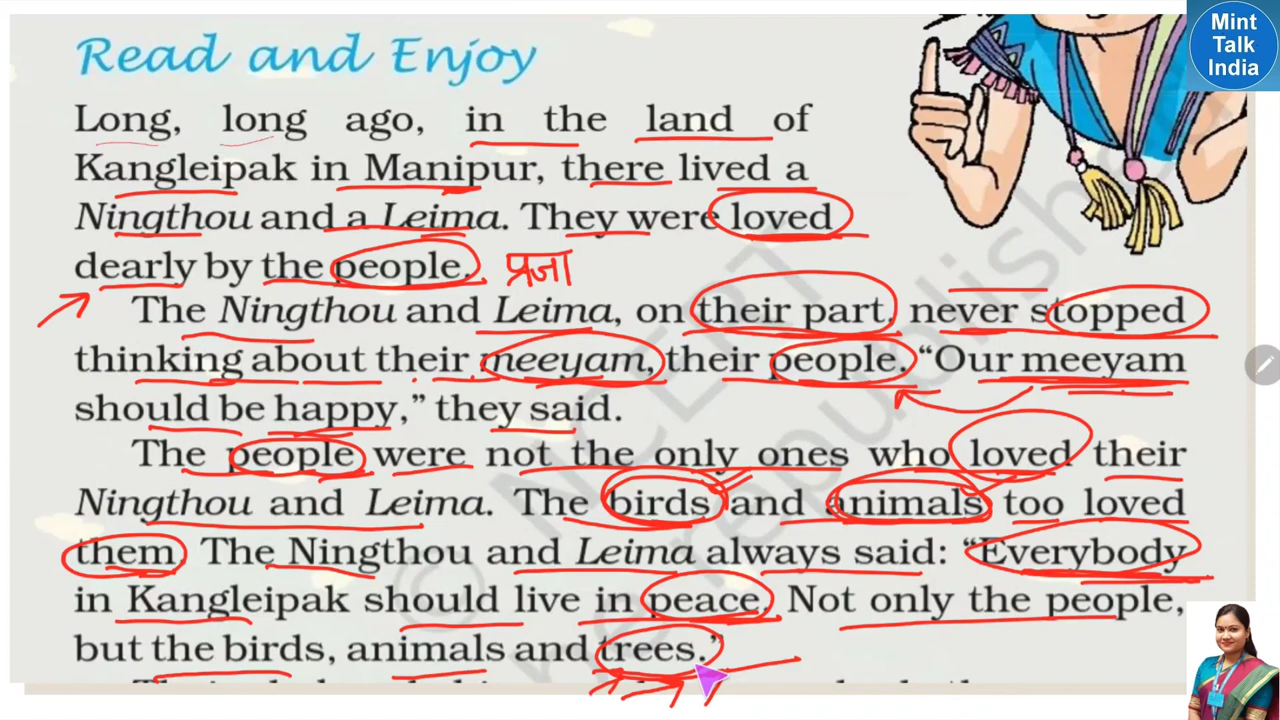 Mint
Talk
India
Read and Enjoy
Long, long ago, in the land of
Kangleipak in Manipur, there lived a
Ningthou and a Leima. They were loved
dearly by the people. प्रजा
The Ningthou and Leima, on their part, never stopped
thinking about their meeyam, their people. “Our meeyam
should be happy,” they said.
The people were not the only ones who loved their
Ningthou and Leima. The birds and animals too loved
them. The Ningthou and Leima always said: “Everybody
in Kangleipak should live in peace. Not only the people,
but the birds, animals and trees.”
© NCERT
republished